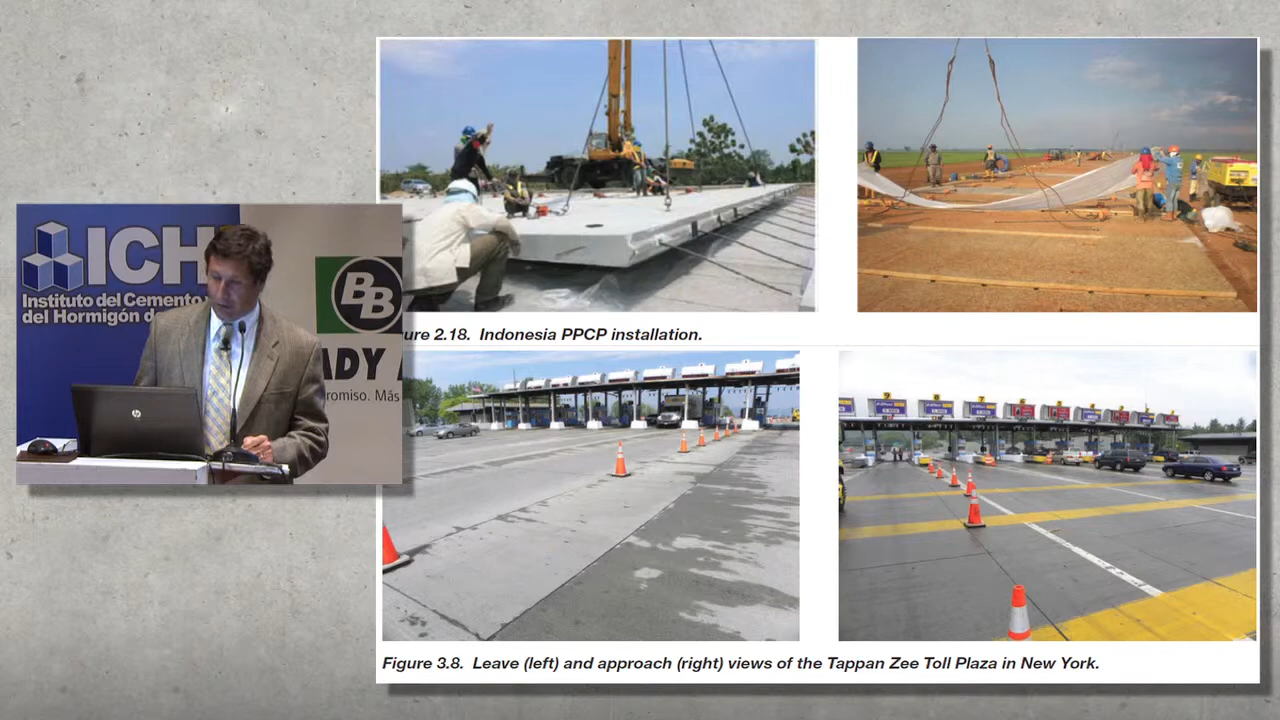 ICH
Instituto del Cemento
del Hormigón de
BB
ADY
romiso. Más
ure 2.18. Indonesia PPCP installation.
Figure 3.8. Leave (left) and approach (right) views of the Tappan Zee Toll Plaza in New York.